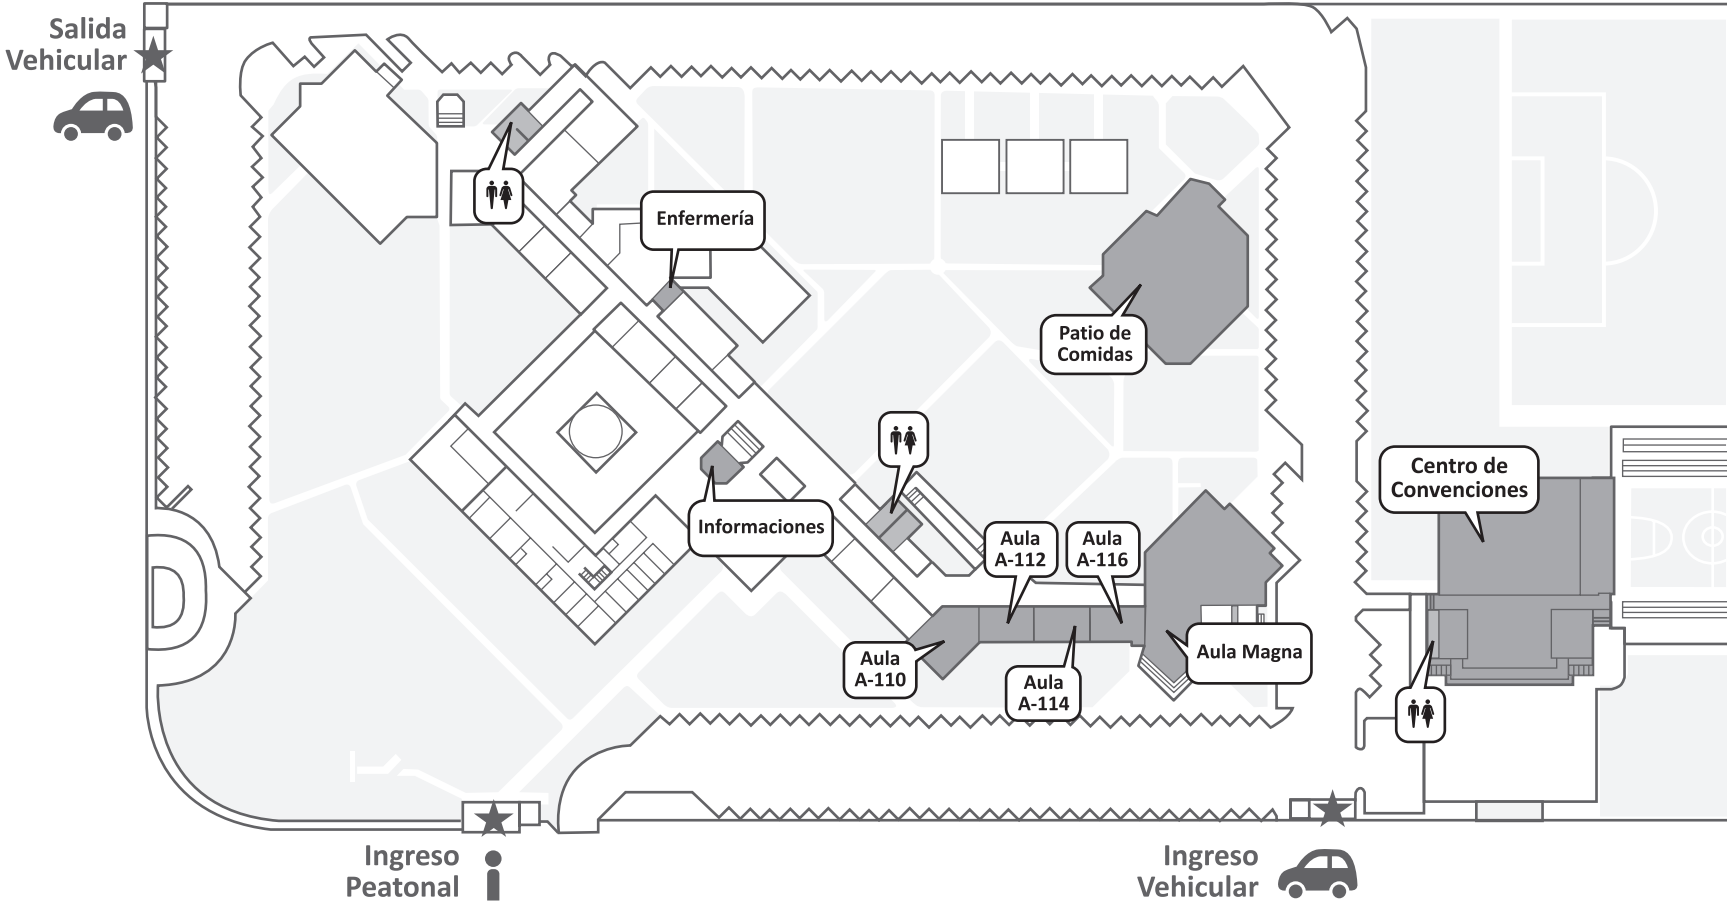 Salida
Vehicular
Enfermería
Patio de
Comidas
Centro de
Convenciones
Informaciones
Aula
A-112
Aula
A-116
Aula
A-110
Aula Magna
Aula
A-114
Ingreso
Peatonal
Ingreso
Vehicular